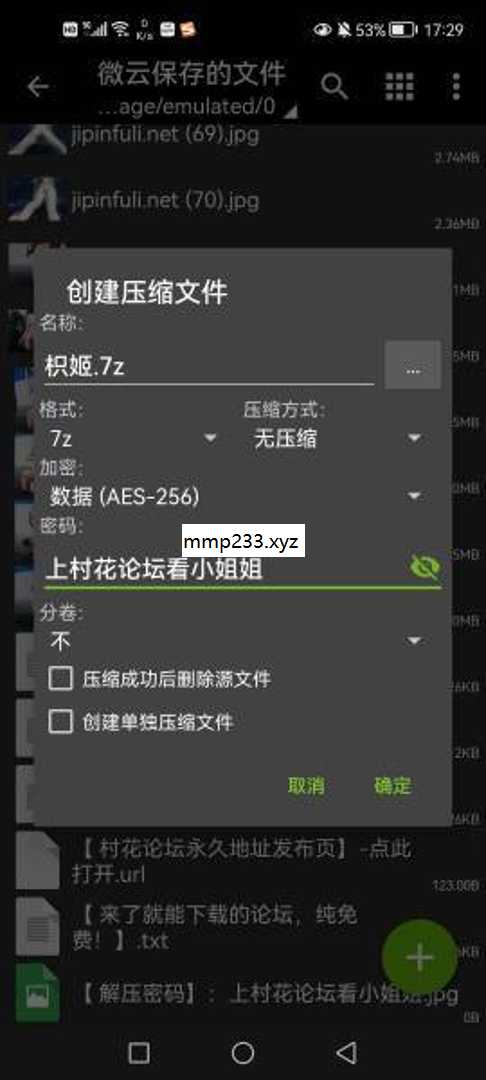 HD
D
K/s
53%
17:29
微云保存的文件
...age/emulated/0
jipinfuli.net (69).jpg
2.74MB
jipinfuli.net (70).jpg
2.36MB
创建压缩文件
名称:
枳姬.7z
...
格式:
压缩方式:
7z
无压缩
加密:
数据 (AES-256)
密码:
mmp233.xyz
上村花论坛看小姐姐
分卷:
不
压缩成功后删除源文件
创建单独压缩文件
取消
确定
【 村花论坛永久地址发布页】-点此
打开.url
123.00B
【 来了就能下载的论坛，纯免
费！】.txt
【 解压密码】：上村花论坛看小姐姐.jpg
0B